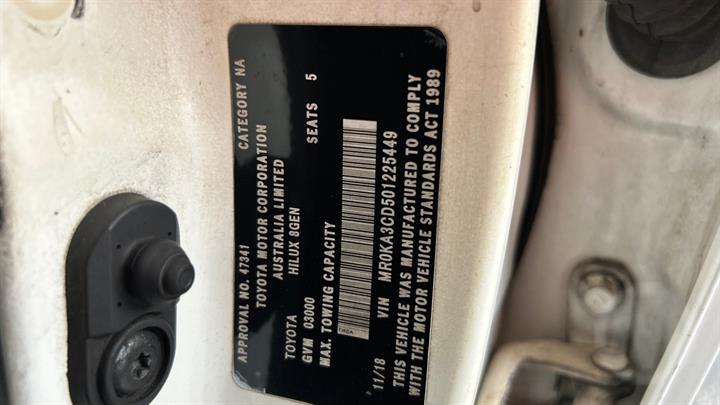 APPROVAL NO. 47341 CATEGORY NA
TOYOTA MOTOR CORPORATION
AUSTRALIA LIMITED
HILUX 8GEN
TOYOTA
GVM 03000 SEATS 5
MAX. TOWING CAPACITY
11/18 VIN MR0KA3CD501225449
THIS VEHICLE WAS MANUFACTURED TO COMPLY
WITH THE MOTOR VEHICLE STANDARDS ACT 1989